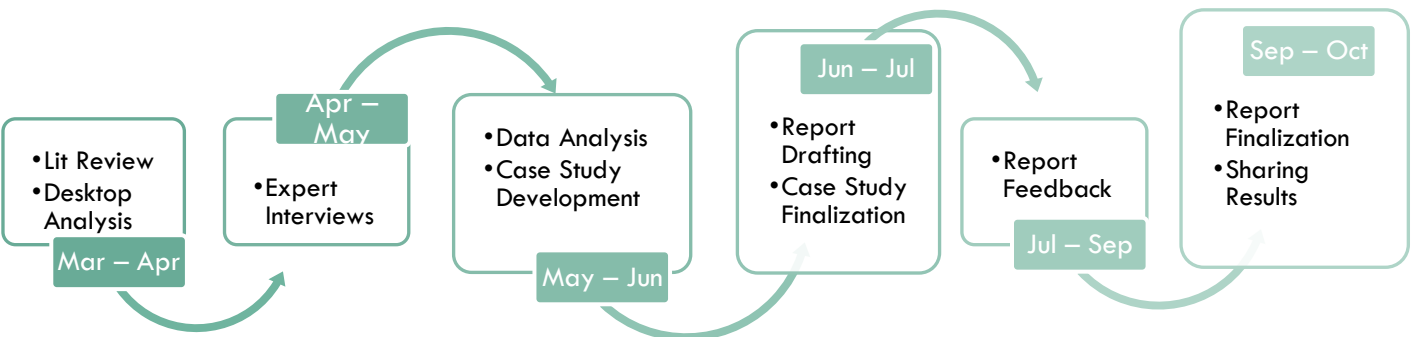 •Lit Review
•Desktop
Analysis
Mar – Apr
Apr –
May
•Expert
Interviews
•Data Analysis
•Case Study
Development
May – Jun
Jun – Jul
•Report
Drafting
•Case Study
Finalization
•Report
Feedback
Jul – Sep
Sep – Oct
•Report
Finalization
•Sharing
Results